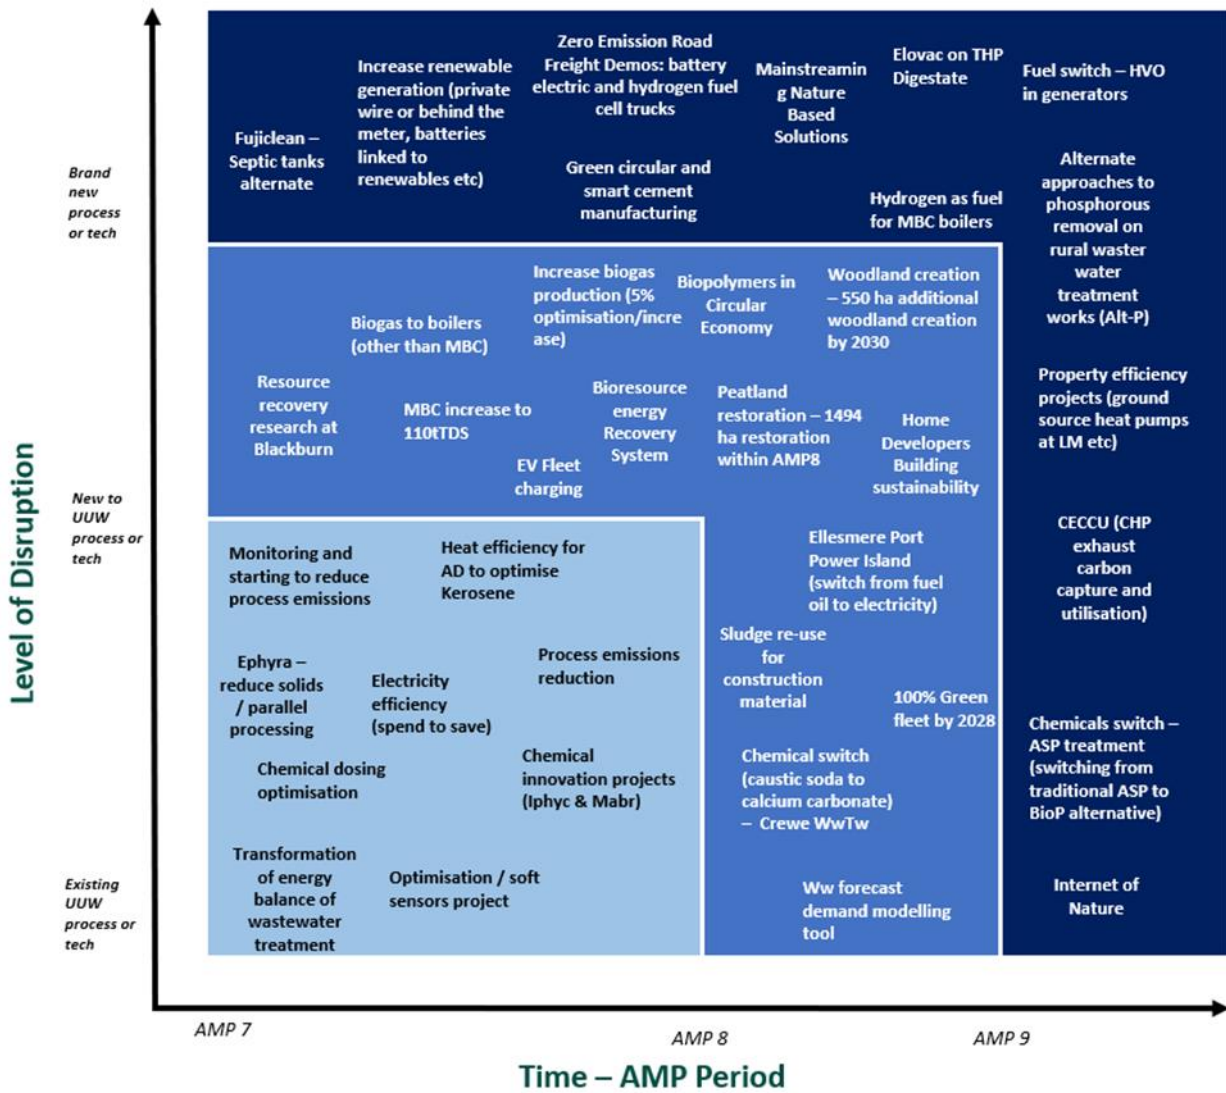 Zero Emission Road
Freight Demos: battery
electric and hydrogen fuel
cell trucks
Increase renewable
generation (private
wire or behind the
meter, batteries
linked to
renewables etc)
Mainstreamin
g Nature
Based
Solutions
Elovac on THP
Digestate
Fuel switch – HVO
in generators
Fujiclean –
Septic tanks
alternate
Green circular and
smart cement
manufacturing
Hydrogen as fuel
for MBC boilers
Alternate
approaches to
phosphorous
removal on
rural waster
water
treatment
works (Alt-P)
Brand
new
process
or tech
Increase biogas
production (5%
optimisation/incre
ase)
Biopolymers in
Circular
Economy
Woodland creation
– 550 ha additional
woodland creation
by 2030
Biogas to boilers
(other than MBC)
Resource
recovery
research at
Blackburn
MBC increase to
110tTDS
Bioresource
energy
Recovery
System
Peatland
restoration – 1494
ha restoration
within AMP8
Home
Developers
Building
sustainability
Property efficiency
projects (ground
source heat pumps
at LM etc)
EV Fleet
charging
Level of Disruption
New to
UUW
process or
tech
Monitoring and
starting to reduce
process emissions
Heat efficiency for
AD to optimise
Kerosene
Ellesmere Port
Power Island
(switch from fuel
oil to electricity)
CECCU (CHP
exhaust
carbon
capture and
utilisation)
Ephyra –
reduce solids
/ parallel
processing
Electricity
efficiency
(spend to save)
Process emissions
reduction
Sludge re-use
for
construction
material
100% Green
fleet by 2028
Chemicals switch –
ASP treatment
(switching from
traditional ASP to
BioP alternative)
Chemical dosing
optimisation
Chemical
innovation projects
(Iphyc & Mabr)
Chemical switch
(caustic soda to
calcium carbonate)
– Crewe WwTw
Existing
UUW
process or
tech
Transformation
of energy
balance of
wastewater
treatment
Optimisation / soft
sensors project
Ww forecast
demand modelling
tool
Internet of
Nature
AMP 7
AMP 8
AMP 9
Time – AMP Period